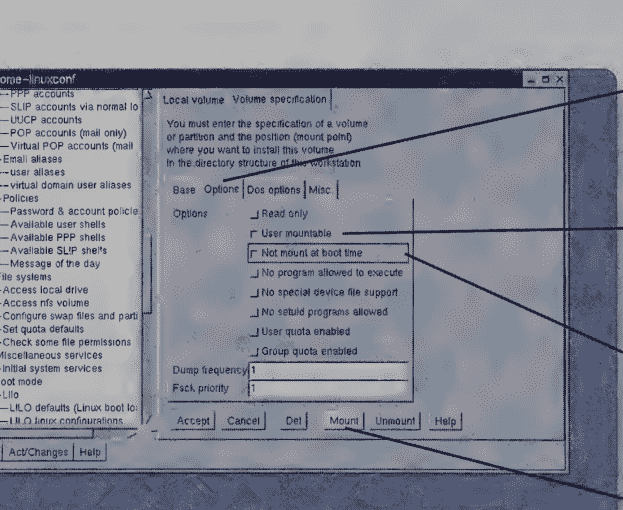 ome-linuxconf
PPP accounts
SLIP accounts via normal lo
UUCP accounts
POP accounts (mail only)
Virtual POP accounts (mail
Email aliases
user aliases
virtual domain user aliases
Policies
Password & account policie
Available user shells
Available PPP shells
Available SLIP shells
Message of the day
File systems
Access local drive
Access nfs volume
Configure swap files and parti
Set quota defaults
Check some file permissions
Miscellaneous services
Initial system services
oot mode
Lilo
LILO defaults (Linux boot lo
LILO linux configurations
Act/Changes Help
Local volume Volume specification
You must enter the specification of a volume
or partition and the position (mount point)
where you want to install this volume
in the directory structure of this workstation
Base Options Dos options Misc.
Options
Read only
User mountable
Not mount at boot time
No program allowed to execute
No special device file support
No setuid programs allowed
User quota enabled
Group quota enabled
Dump frequency 1
Fsck priority 1
Accept Cancel Del Mount Unmount Help